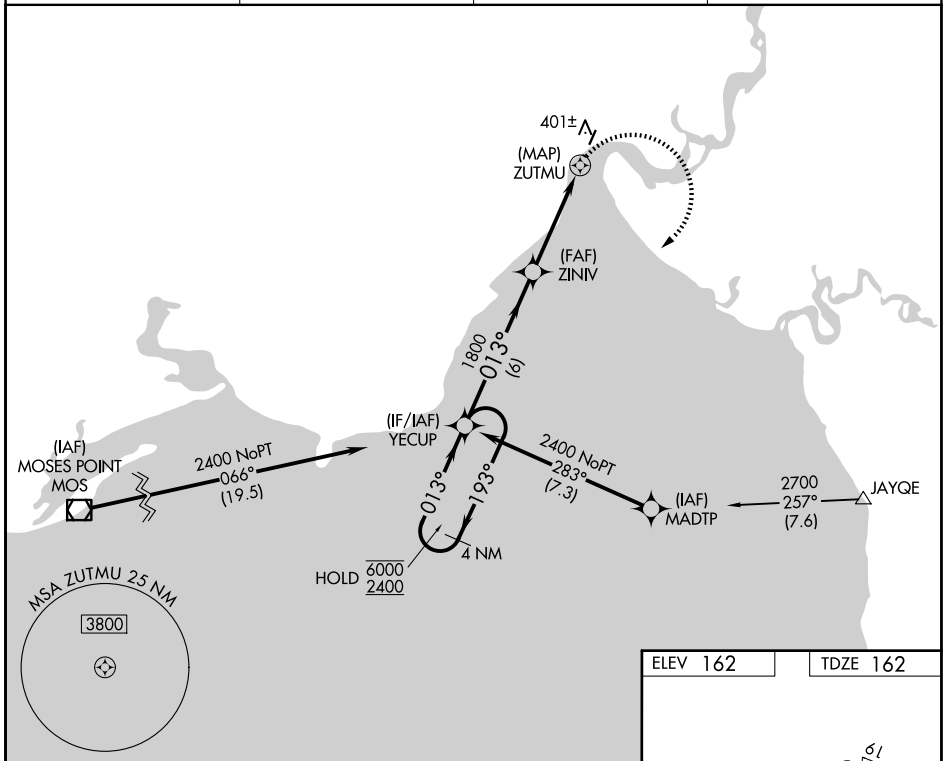 401±
(MAP)
ZUTMU
(FAF)
ZINIV
1800
013°
(6)
(IF/IAF)
YECUP
(IAF)
MOSES POINT
MOS
2400 NoPT
066°
(19.5)
2400 NoPT
283°
(7.3)
2700
257°
(7.6)
JAYQE
(IAF)
MADTP
013°
193°
4 NM
HOLD 6000
2400
MSA ZUTMU 25 NM
3800
ELEV 162
TDZE 162
19